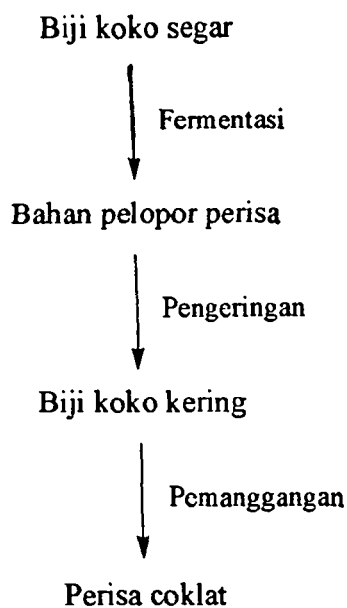 Biji koko segar
Fermentasi
Bahan pelopor perisa
Pengeringan
Biji koko kering
Pemanggangan
Perisa coklat